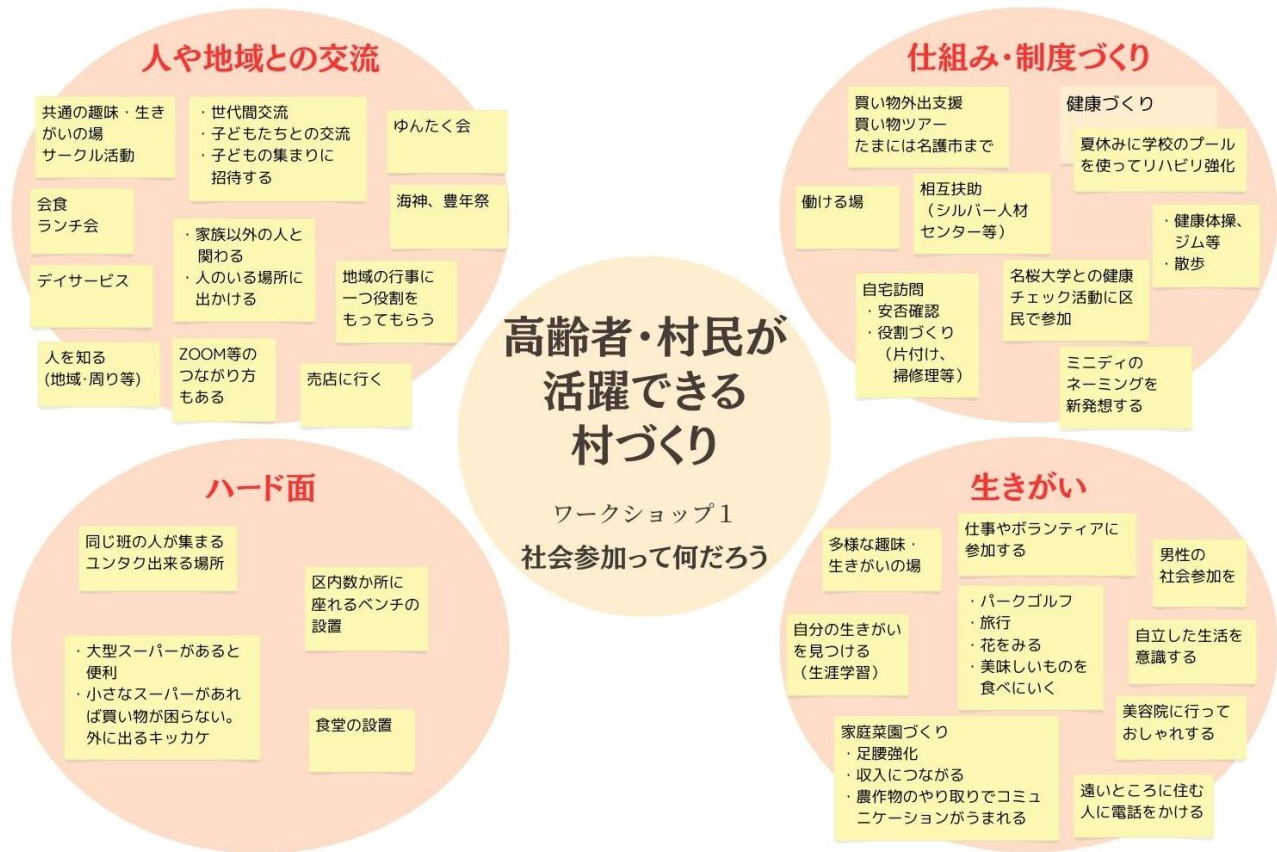 人や地域との交流
共通の趣味・生き
がいの場
サークル活動
・世代間交流
・子どもたちとの交流
・子どもの集まりに
招待する
ゆんたく会
会食
ランチ会
・家族以外の人と
関わる
・人のいる場所に
出かける
海神、豊年祭
デイサービス
地域の行事に
一つ役割を
もってもらう
人を知る
(地域・周り等)
ZOOM等の
つながり方
もある
売店に行く
仕組み・制度づくり
買い物外出支援
買い物ツアー
たまには名護市まで
健康づくり
夏休みに学校のプール
を使ってリハビリ強化
働ける場
相互扶助
（シルバー人材
センター等）
・健康体操、
ジム等
・散歩
自宅訪問
・安否確認
・役割づくり
（片付け、
掃修理等）
名桜大学との健康
チェック活動に区
民で参加
ミニディの
ネーミングを
新発想する
高齢者・村民が
活躍できる
村づくり
ワークショップ１
社会参加って何だろう
ハード面
同じ班の人が集まる
ユンタク出来る場所
区内数か所に
座れるベンチの
設置
・大型スーパーがあると
便利
・小さなスーパーがあれ
ば買い物が困らない。
外に出るキッカケ
食堂の設置
生きがい
多様な趣味・
生きがいの場
仕事やボランティアに
参加する
男性の
社会参加を
自分の生きがい
を見つける
（生涯学習）
・パークゴルフ
・旅行
・花をみる
・美味しいものを
食べにいく
自立した生活を
意識する
美容院に行って
おしゃれする
家庭菜園づくり
・足腰強化
・収入につながる
・農作物のやり取りでコミュ
ニケーションがうまれる
遠いところに住む
人に電話をかける